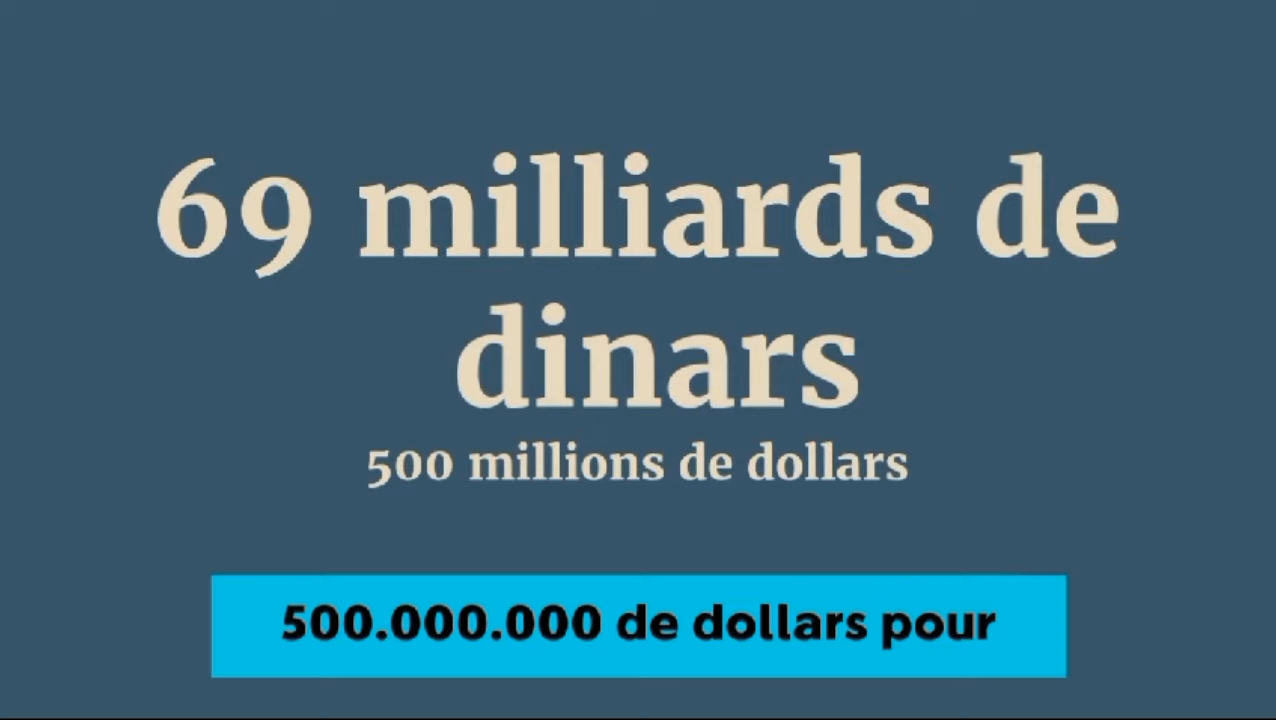 69 milliards de
dinars
500 millions de dollars
500.000.000 de dollars pour